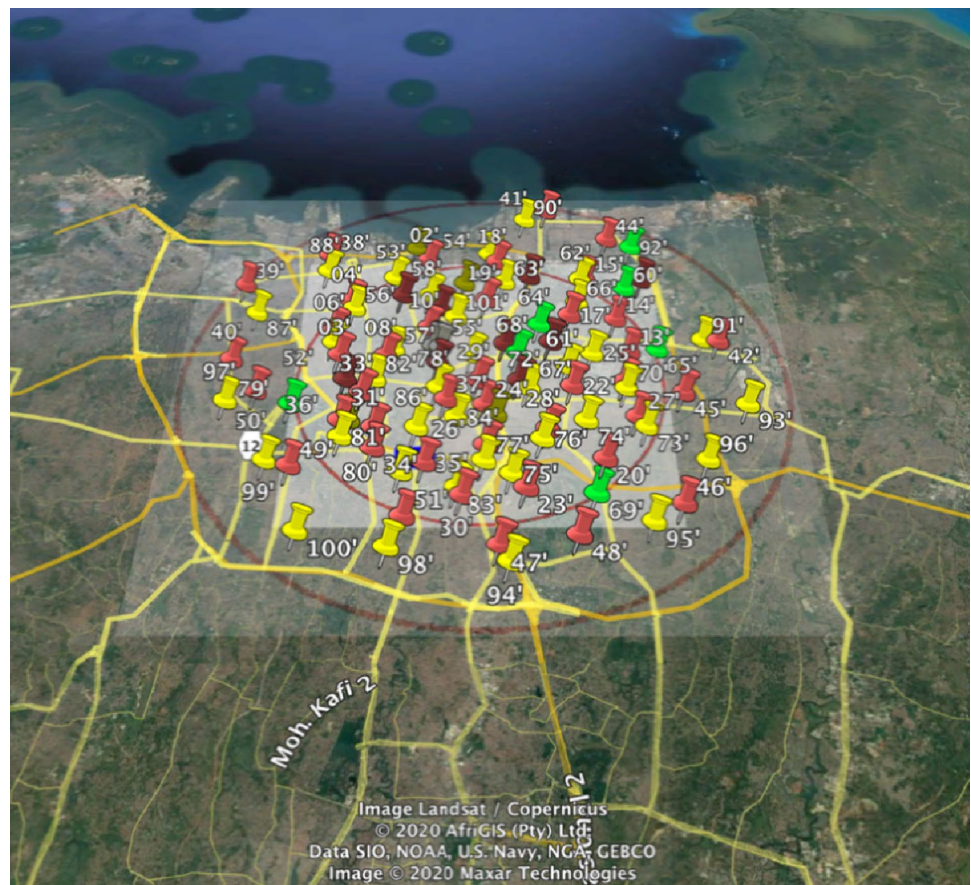 41' 90'
44'
92'
88' 38' 53' 02' 54' 18'
62' 15'
39' 04' 58' 19' 63' 66' 60'
06' 56' 10' 101' 64' 17' 14'
87' 03' 08' 57' 55' 68' 61' 13' 91'
40' 52' 33' 82' 78' 29' 72' 25' 65' 42'
97' 79' 37' 24' 67' 22' 70'
36' 31' 86 28' 27' 45' 93'
50' 81' 26' 84' 76' 74' 73' 96'
12
49' 80' 34' 35' 77' 75' 20' 46'
99' 51' 83' 23' 69' 95'
100' 98' 30' 47' 48'
94'
Moh. Kafi 2
Image Landsat / Copernicus
© 2020 AfriGIS (Pty) Ltd.
Data SIO, NOAA, U.S. Navy, NGA, GEBCO
Image © 2020 Maxar Technologies